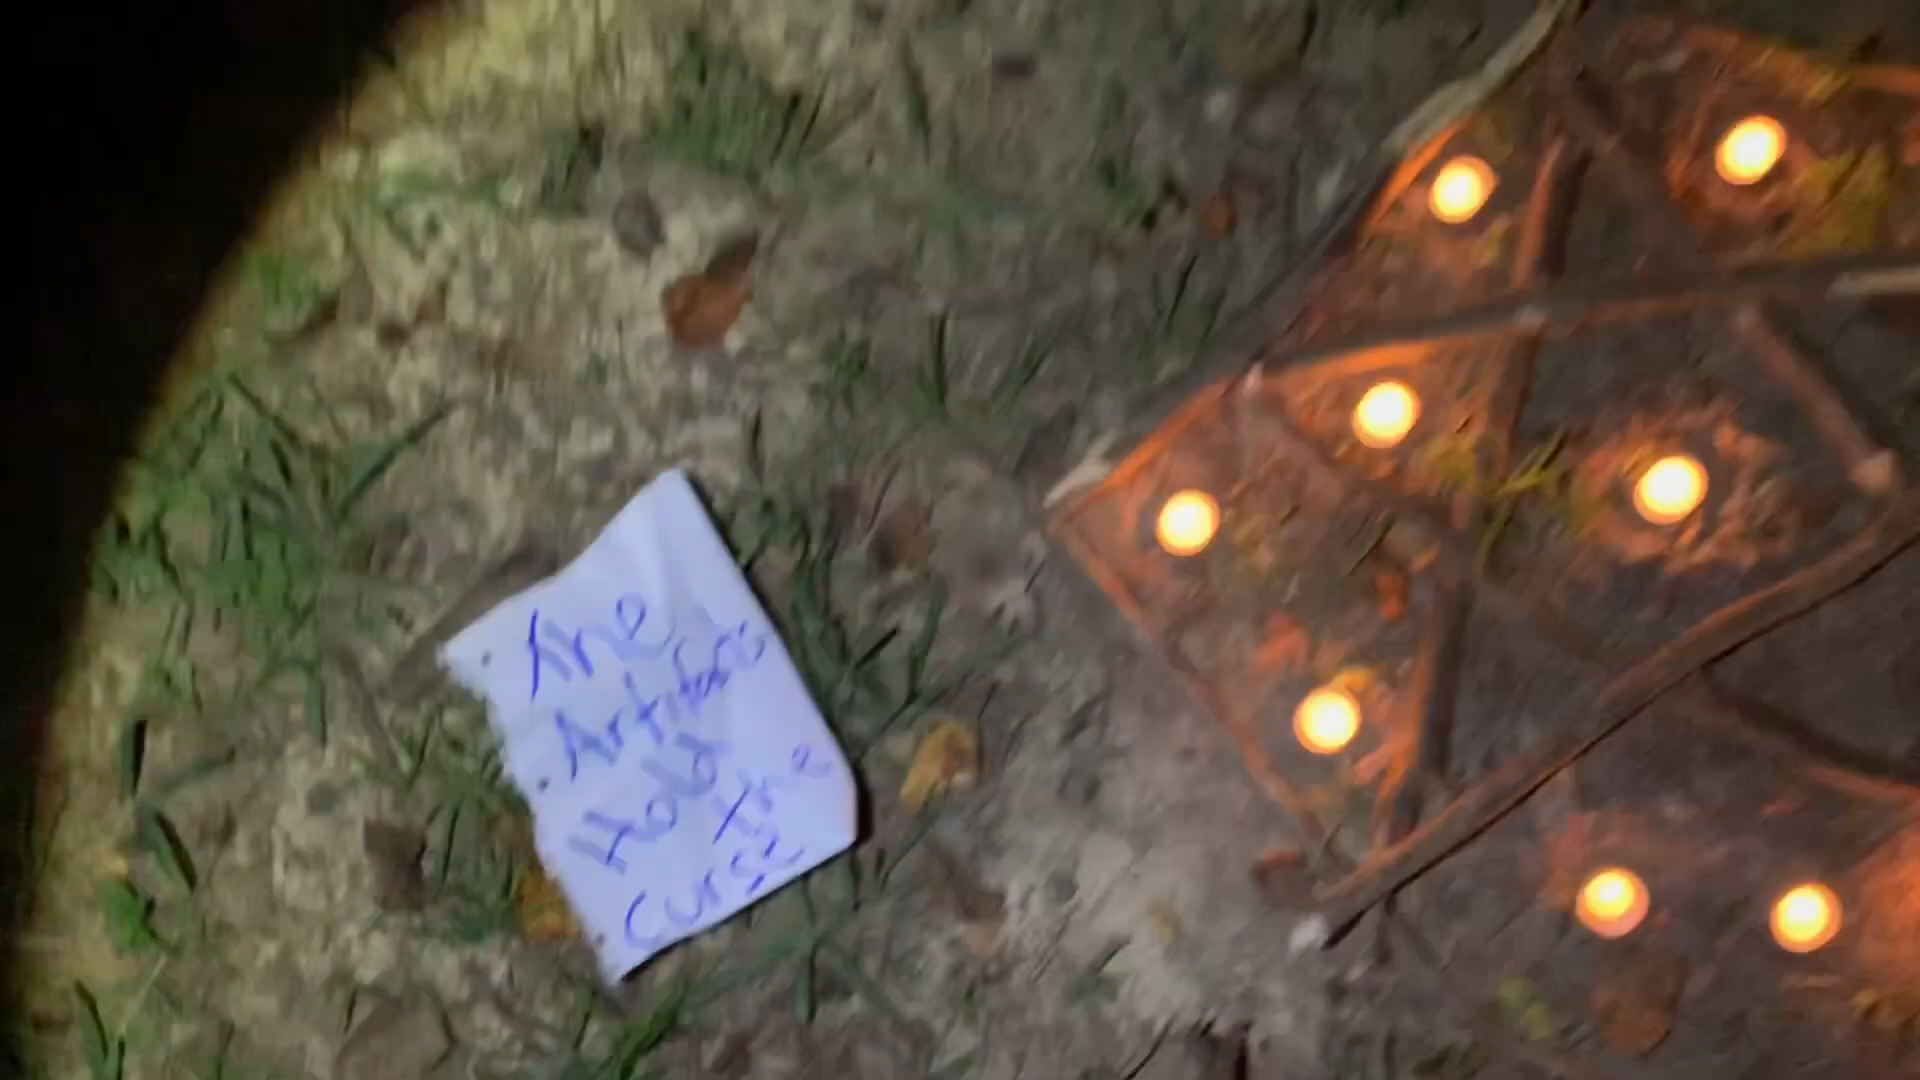 The
Artifacts
Hold
The
Curse